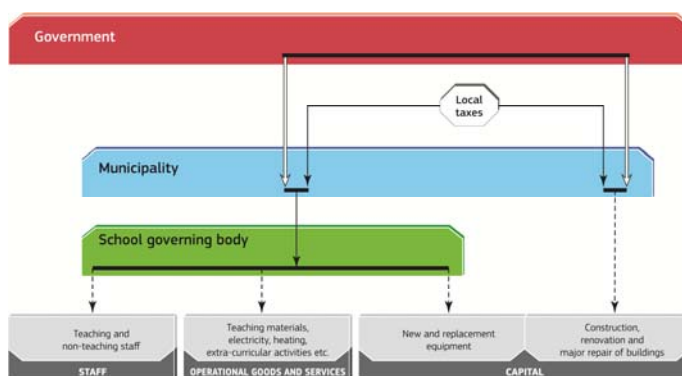 Government
Local
taxes
Municipality
School governing body
Teaching and
non-teaching staff
Teaching materials,
electricity, heating,
extra-curricular activities etc.
New and replacement
equipment
Construction,
renovation and
major repair of buildings
STAFF
OPERATIONAL GOODS AND SERVICES
CAPITAL